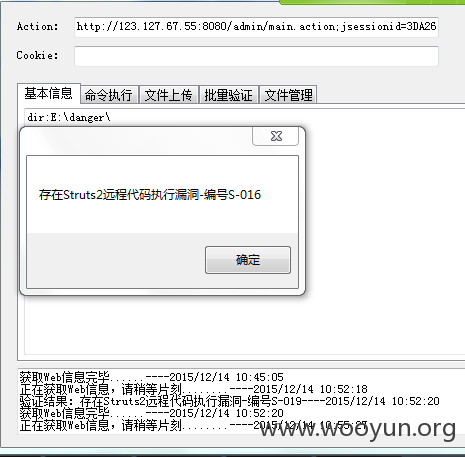 Action: http://123.127.67.55:8080/admin/main.action;jsessionid=3DA26
Cookie:
基本信息 命令执行 文件上传 批量验证 文件管理
dir:E:\danger\
存在Struts2远程代码执行漏洞-编号S-016
确定
获取Web信息完毕......----2015/12/14 10:45:05
正在获取Web信息，请稍等片刻........----2015/12/14 10:52:18
验证结果：存在Struts2远程代码执行漏洞-编号S-019----2015/12/14 10:52:20
获取Web信息完毕......----2015/12/14 10:52:20
正在获取Web信息，请稍等片刻........----2015/12/14 10:55:27
www.wooyun.org